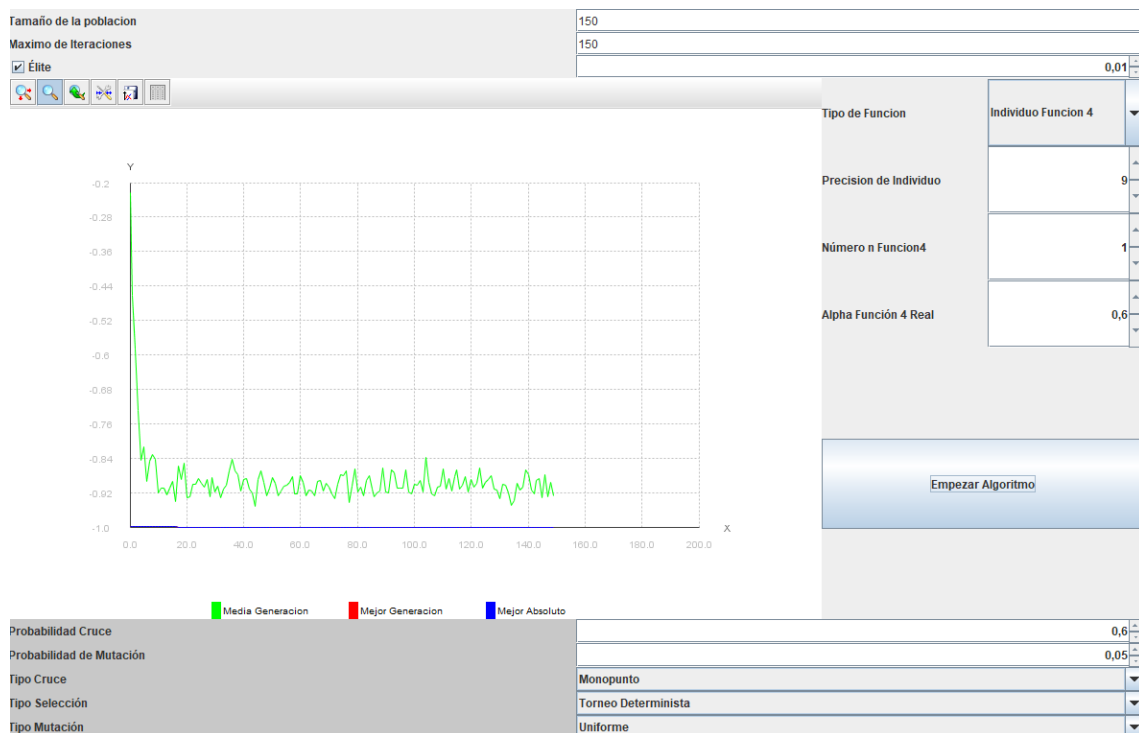 Tamaño de la poblacion 150
Maximo de Iteraciones 150
Élite 0,01
Tipo de Funcion Individuo Funcion 4
Precision de Individuo 9
Número n Funcion4 1
Alpha Función 4 Real 0,6
Empezar Algoritmo
Y
-0.2
-0.28
-0.36
-0.44
-0.52
-0.6
-0.68
-0.76
-0.84
-0.92
-1.0
X
0.0 20.0 40.0 60.0 80.0 100.0 120.0 140.0 160.0 180.0 200.0
Media Generacion Mejor Generacion Mejor Absoluto
Probabilidad Cruce 0,6
Probabilidad de Mutación 0,05
Tipo Cruce Monopunto
Tipo Selección Torneo Determinista
Tipo Mutación Uniforme